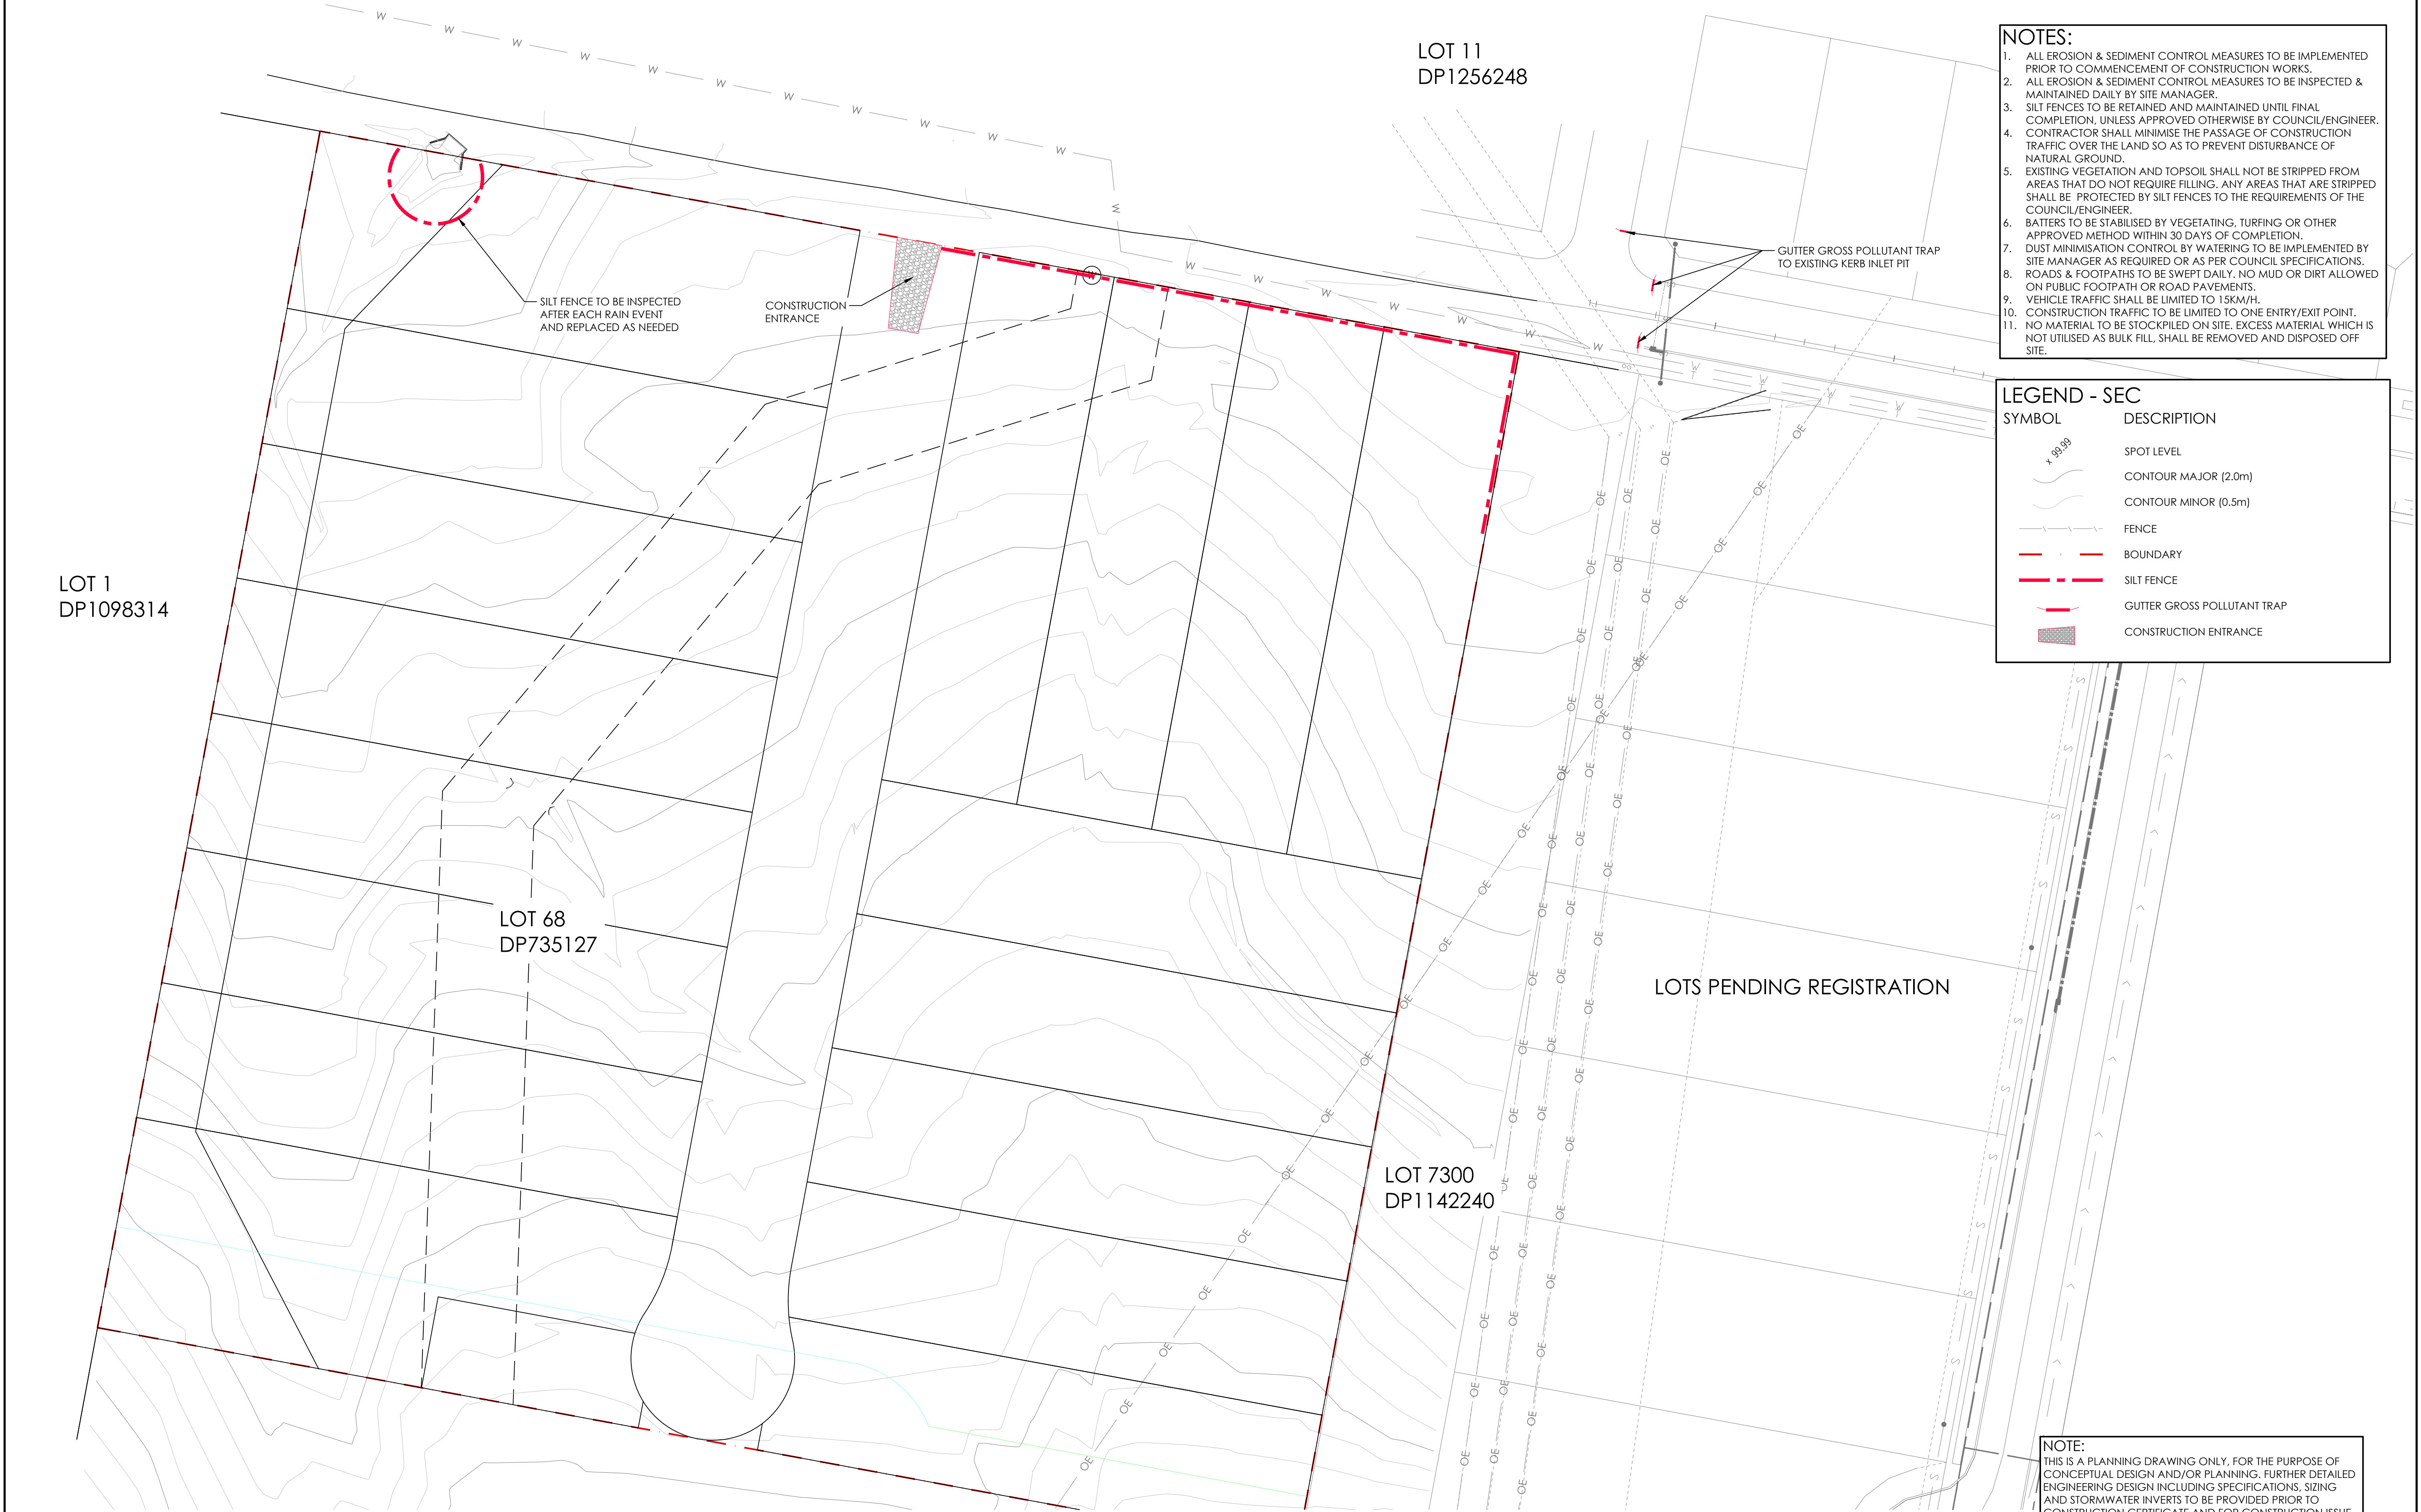 LOT 11
DP1256248
NOTES:
1. ALL EROSION & SEDIMENT CONTROL MEASURES TO BE IMPLEMENTED
PRIOR TO COMMENCEMENT OF CONSTRUCTION WORKS.
2. ALL EROSION & SEDIMENT CONTROL MEASURES TO BE INSPECTED &
MAINTAINED DAILY BY SITE MANAGER.
3. SILT FENCES TO BE RETAINED AND MAINTAINED UNTIL FINAL
COMPLETION, UNLESS APPROVED OTHERWISE BY COUNCIL/ENGINEER.
4. CONTRACTOR SHALL MINIMISE THE PASSAGE OF CONSTRUCTION
TRAFFIC OVER THE LAND SO AS TO PREVENT DISTURBANCE OF
NATURAL GROUND.
5. EXISTING VEGETATION AND TOPSOIL SHALL NOT BE STRIPPED FROM
AREAS THAT DO NOT REQUIRE FILLING. ANY AREAS THAT ARE STRIPPED
SHALL BE PROTECTED BY SILT FENCES TO THE REQUIREMENTS OF THE
COUNCIL/ENGINEER.
6. BATTERS TO BE STABILISED BY VEGETATING, TURFING OR OTHER
APPROVED METHOD WITHIN 30 DAYS OF COMPLETION.
7. DUST MINIMISATION CONTROL BY WATERING TO BE IMPLEMENTED BY
SITE MANAGER AS REQUIRED OR AS PER COUNCIL SPECIFICATIONS.
8. ROADS & FOOTPATHS TO BE SWEPT DAILY. NO MUD OR DIRT ALLOWED
ON PUBLIC FOOTPATH OR ROAD PAVEMENTS.
9. VEHICLE TRAFFIC SHALL BE LIMITED TO 15KM/H.
10. CONSTRUCTION TRAFFIC TO BE LIMITED TO ONE ENTRY/EXIT POINT.
11. NO MATERIAL TO BE STOCKPILED ON SITE. EXCESS MATERIAL WHICH IS
NOT UTILISED AS BULK FILL, SHALL BE REMOVED AND DISPOSED OFF
SITE.
GUTTER GROSS POLLUTANT TRAP
TO EXISTING KERB INLET PIT
SILT FENCE TO BE INSPECTED
AFTER EACH RAIN EVENT
AND REPLACED AS NEEDED
CONSTRUCTION
ENTRANCE
LEGEND - SEC
SYMBOL DESCRIPTION
x 99.99 SPOT LEVEL
CONTOUR MAJOR (2.0m)
CONTOUR MINOR (0.5m)
FENCE
BOUNDARY
SILT FENCE
GUTTER GROSS POLLUTANT TRAP
CONSTRUCTION ENTRANCE
LOT 1
DP1098314
LOT 68
DP735127
LOTS PENDING REGISTRATION
LOT 7300
DP1142240
NOTE:
THIS IS A PLANNING DRAWING ONLY, FOR THE PURPOSE OF
CONCEPTUAL DESIGN AND/OR PLANNING. FURTHER DETAILED
ENGINEERING DESIGN INCLUDING SPECIFICATIONS, SIZING
AND STORMWATER INVERTS TO BE PROVIDED PRIOR TO
CONSTRUCTION CERTIFICATE AND FOR CONSTRUCTION ISSUE